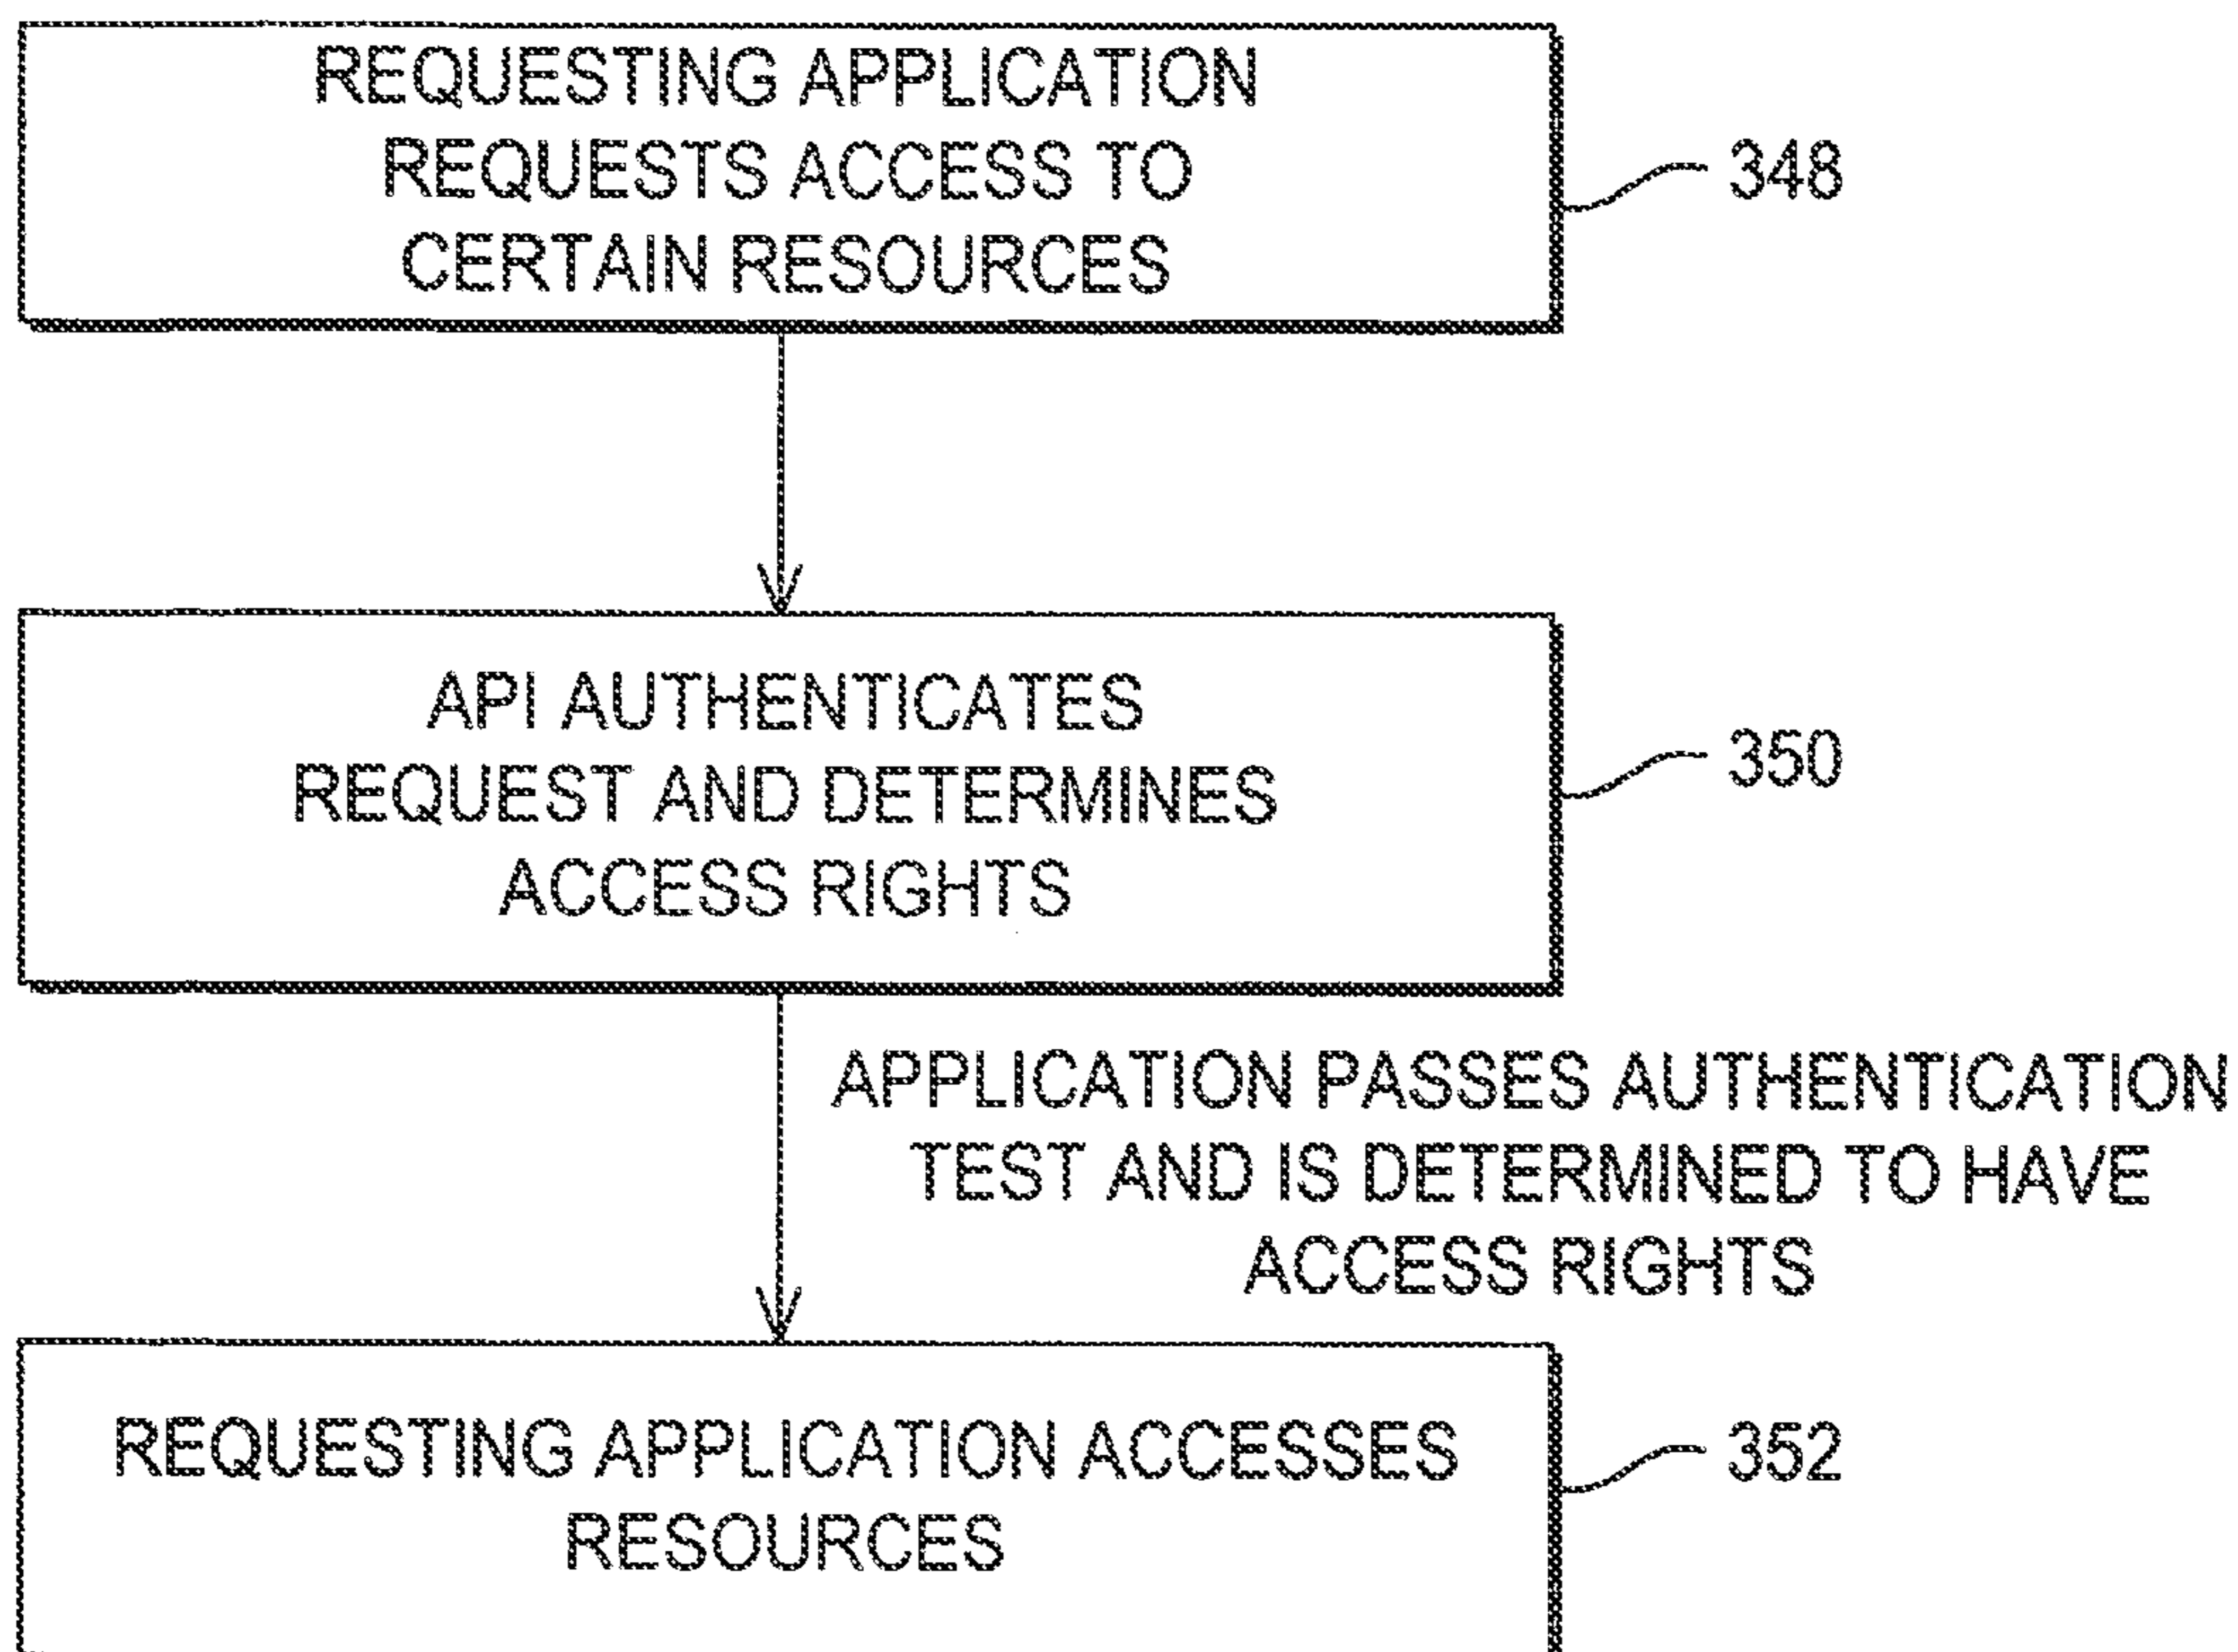 REQUESTING APPLICATION
REQUESTS ACCESS TO
CERTAIN RESOURCES
348
API AUTHENTICATES
REQUEST AND DETERMINES
ACCESS RIGHTS
350
APPLICATION PASSES AUTHENTICATION
TEST AND IS DETERMINED TO HAVE
ACCESS RIGHTS
REQUESTING APPLICATION ACCESSES
RESOURCES
352